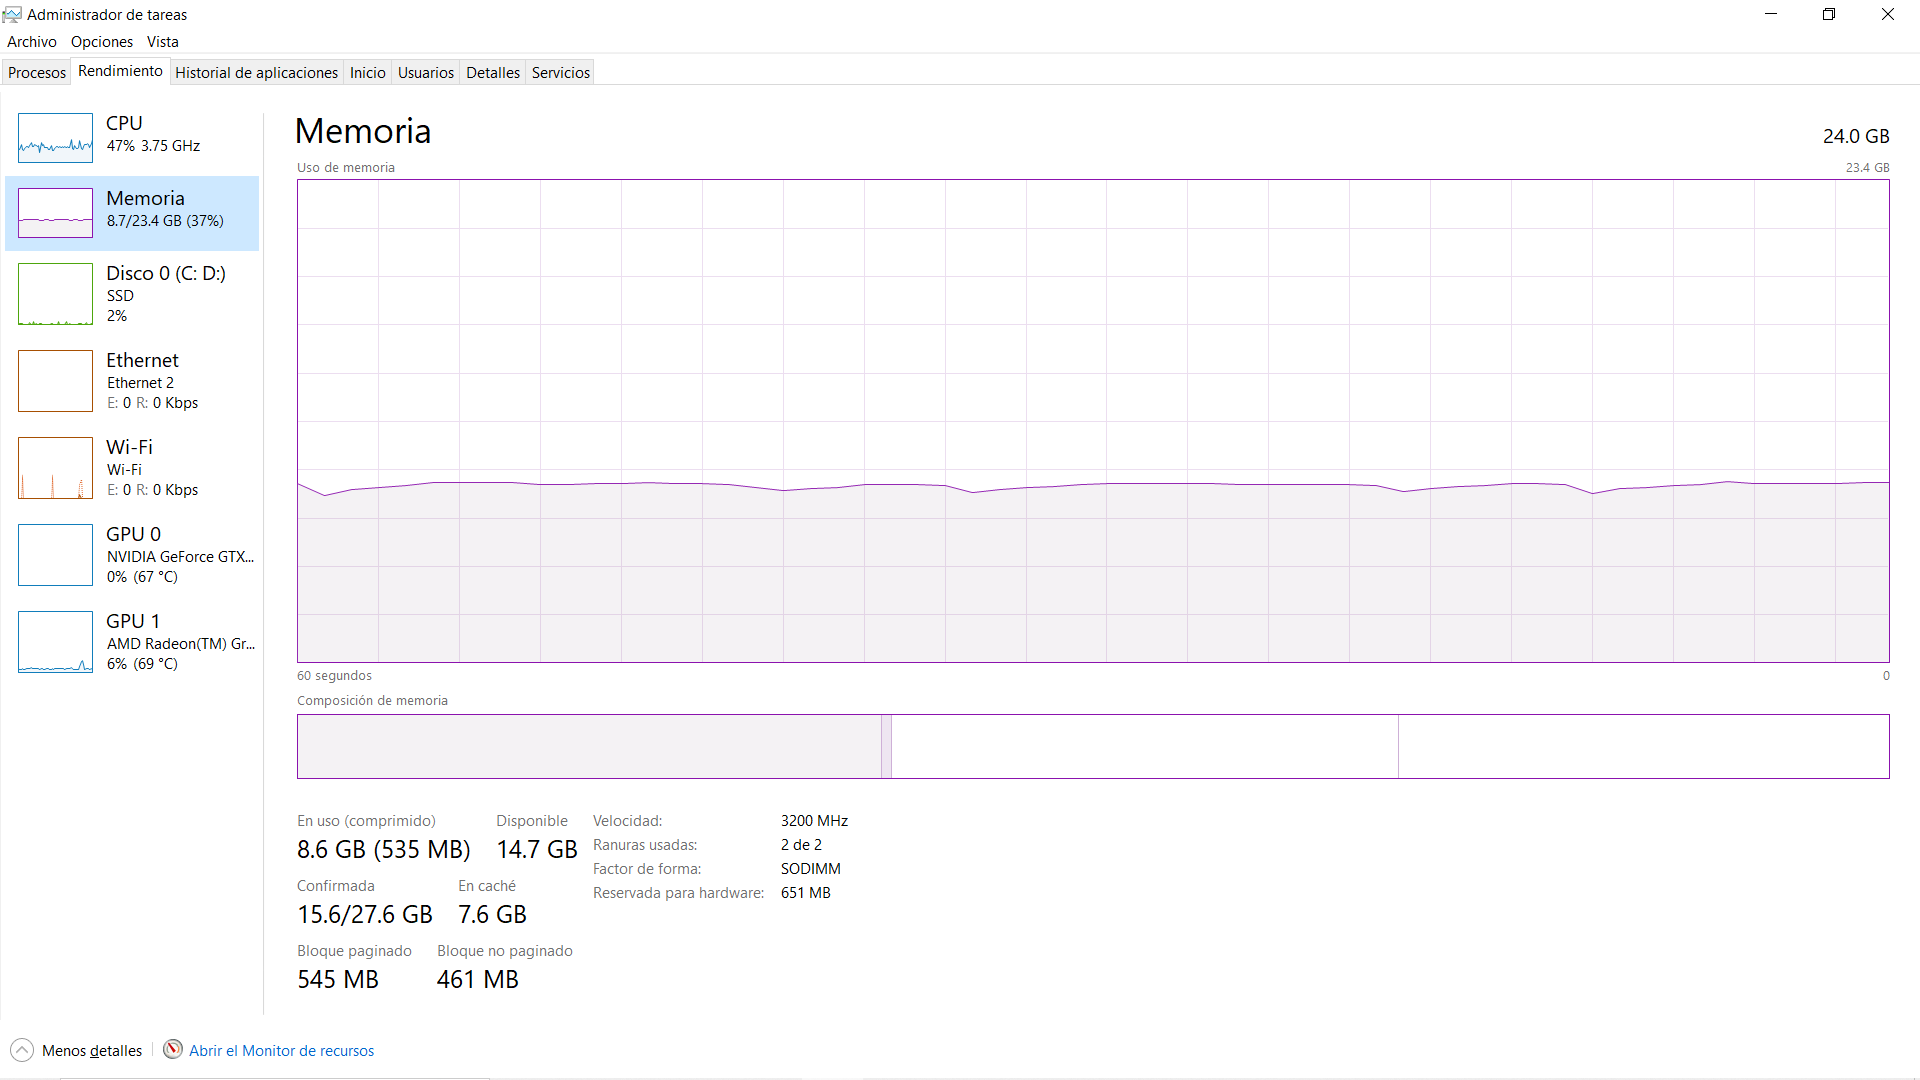 Administrador de tareas
Archivo Opciones Vista
Procesos Rendimiento Historial de aplicaciones Inicio Usuarios Detalles Servicios
CPU
47% 3.75 GHz
Memoria
8.7/23.4 GB (37%)
Disco 0 (C: D:)
SSD
2%
Ethernet
Ethernet 2
E: 0 R: 0 Kbps
Wi-Fi
Wi-Fi
E: 0 R: 0 Kbps
GPU 0
NVIDIA GeForce GTX...
0% (67 °C)
GPU 1
AMD Radeon(TM) Gr...
6% (69 °C)
Memoria 24.0 GB
Uso de memoria 23.4 GB
60 segundos 0
Composición de memoria
En uso (comprimido) Disponible
8.6 GB (535 MB) 14.7 GB
Confirmada En caché
15.6/27.6 GB 7.6 GB
Bloque paginado Bloque no paginado
545 MB 461 MB
Velocidad: 3200 MHz
Ranuras usadas: 2 de 2
Factor de forma: SODIMM
Reservada para hardware: 651 MB
Menos detalles Abrir el Monitor de recursos